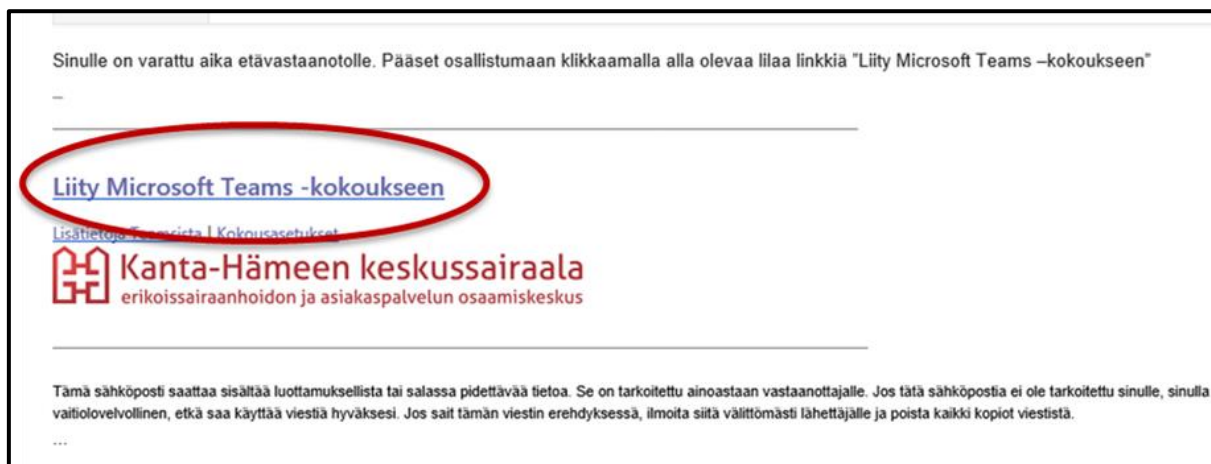 Sinulle on varattu aika etävastaanotolle. Pääset osallistumaan klikkaamalla alla olevaa lilaa linkkiä ”Liity Microsoft Teams –kokoukseen”
Liity Microsoft Teams -kokoukseen
Lisätietoja Teamsista | Kokousasetukset
Kanta-Hämeen keskussairaala
erikoissairaanhoidon ja asiakaspalvelun osaamiskeskus
Tämä sähköposti saattaa sisältää luottamuksellista tai salassa pidettävää tietoa. Se on tarkoitettu ainoastaan vastaanottajalle. Jos tätä sähköpostia ei ole tarkoitettu sinulle, sinulla
vaitiolovelvollinen, etkä saa käyttää viestiä hyväksesi. Jos sait tämän viestin erehdyksessä, ilmoita siitä välittömästi lähettäjälle ja poista kaikki kopiot viestistä.
...